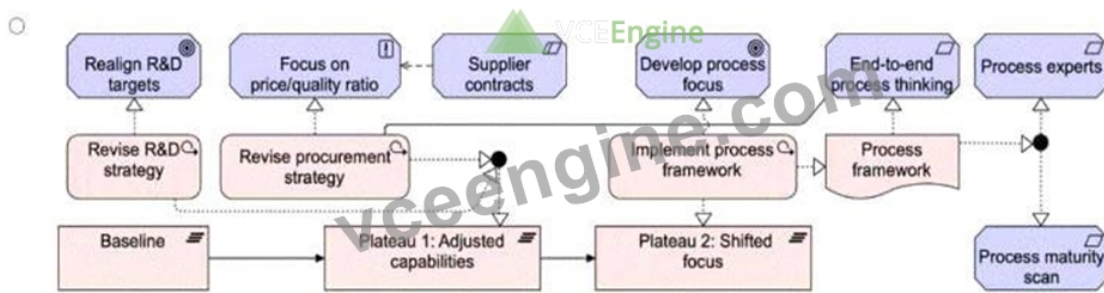 VCEEngine
Realign R&D
targets
Focus on
price/quality ratio
Supplier
contracts
Develop process
focus
End-to-end
process thinking
Process experts
Revise R&D
strategy
Revise procurement
strategy
Implement process
framework
Process
framework
Baseline
Plateau 1: Adjusted
capabilities
Plateau 2: Shifted
focus
Process maturity
scan
vceengine.com